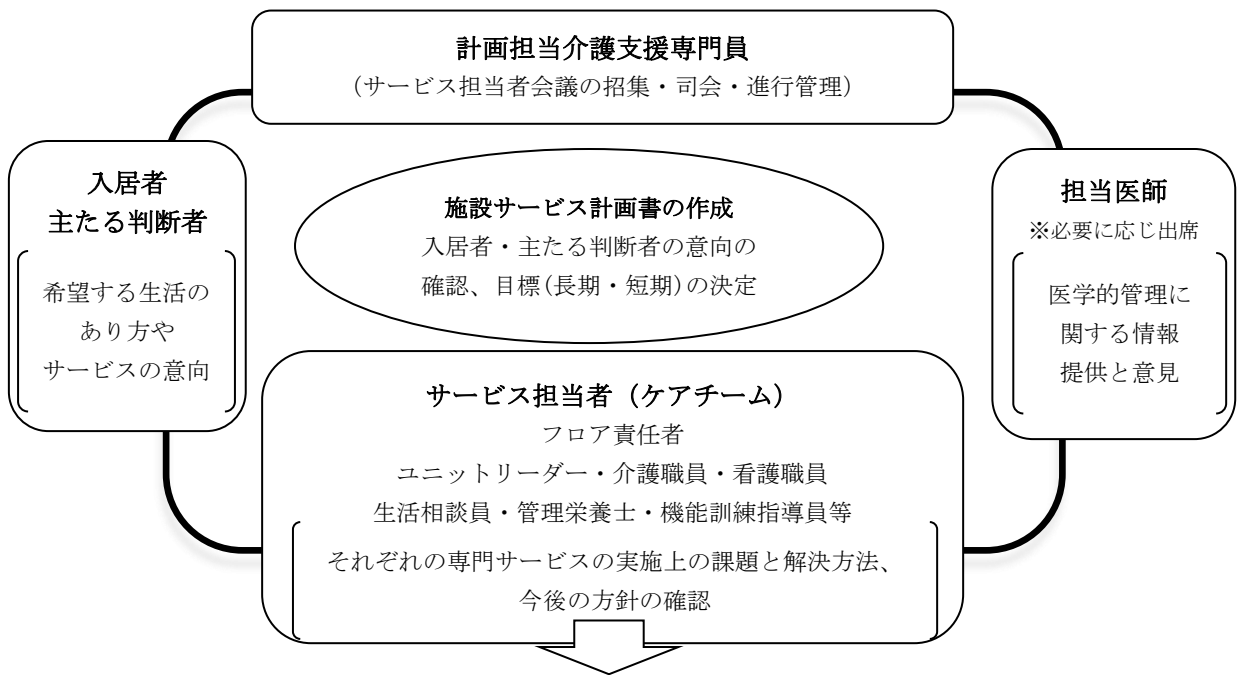 計画担当介護支援専門員
(サービス担当者会議の招集・司会・進行管理)
入居者
主たる判断者
希望する生活の
あり方や
サービスの意向
施設サービス計画書の作成
入居者・主たる判断者の意向の
確認、目標(長期・短期)の決定
担当医師
※必要に応じ出席
医学的管理に
関する情報
提供と意見
サービス担当者（ケアチーム）
フロア責任者
ユニットリーダー・介護職員・看護職員
生活相談員・管理栄養士・機能訓練指導員等
それぞれの専門サービスの実施上の課題と解決方法、
今後の方針の確認